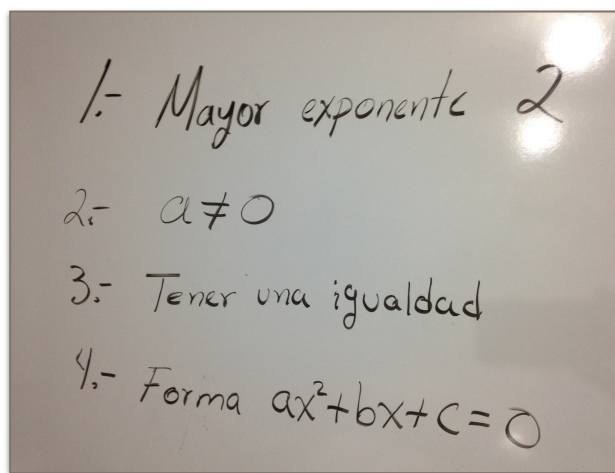 1.- Mayor exponente 2
2.- a ≠ 0
3.- Tener una igualdad
4.- Forma ax²+bx+c=0